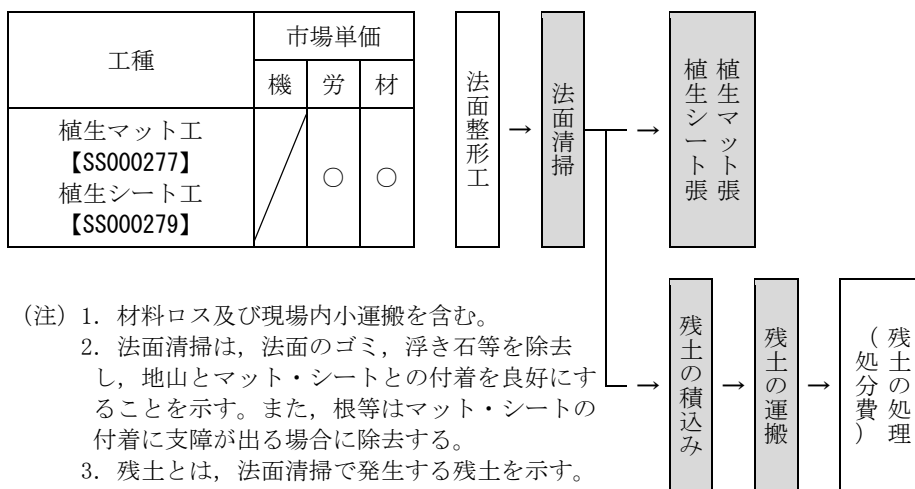 工種
市場単価
機 労 材
植生マット工
【SS000277】
植生シート工
【SS000279】
○ ○
法面整形工
→
法面清掃
→
植生マット張
植生シート張
(注) 1. 材料ロス及び現場内小運搬を含む。
2. 法面清掃は，法面のゴミ，浮き石等を除去
し，地山とマット・シートとの付着を良好にす
ることを示す。また，根等はマット・シートの
付着に支障が出る場合に除去する。
3. 残土とは，法面清掃で発生する残土を示す。
→
残土の積込み
→
残土の運搬
→
残土の処理
（処分費）